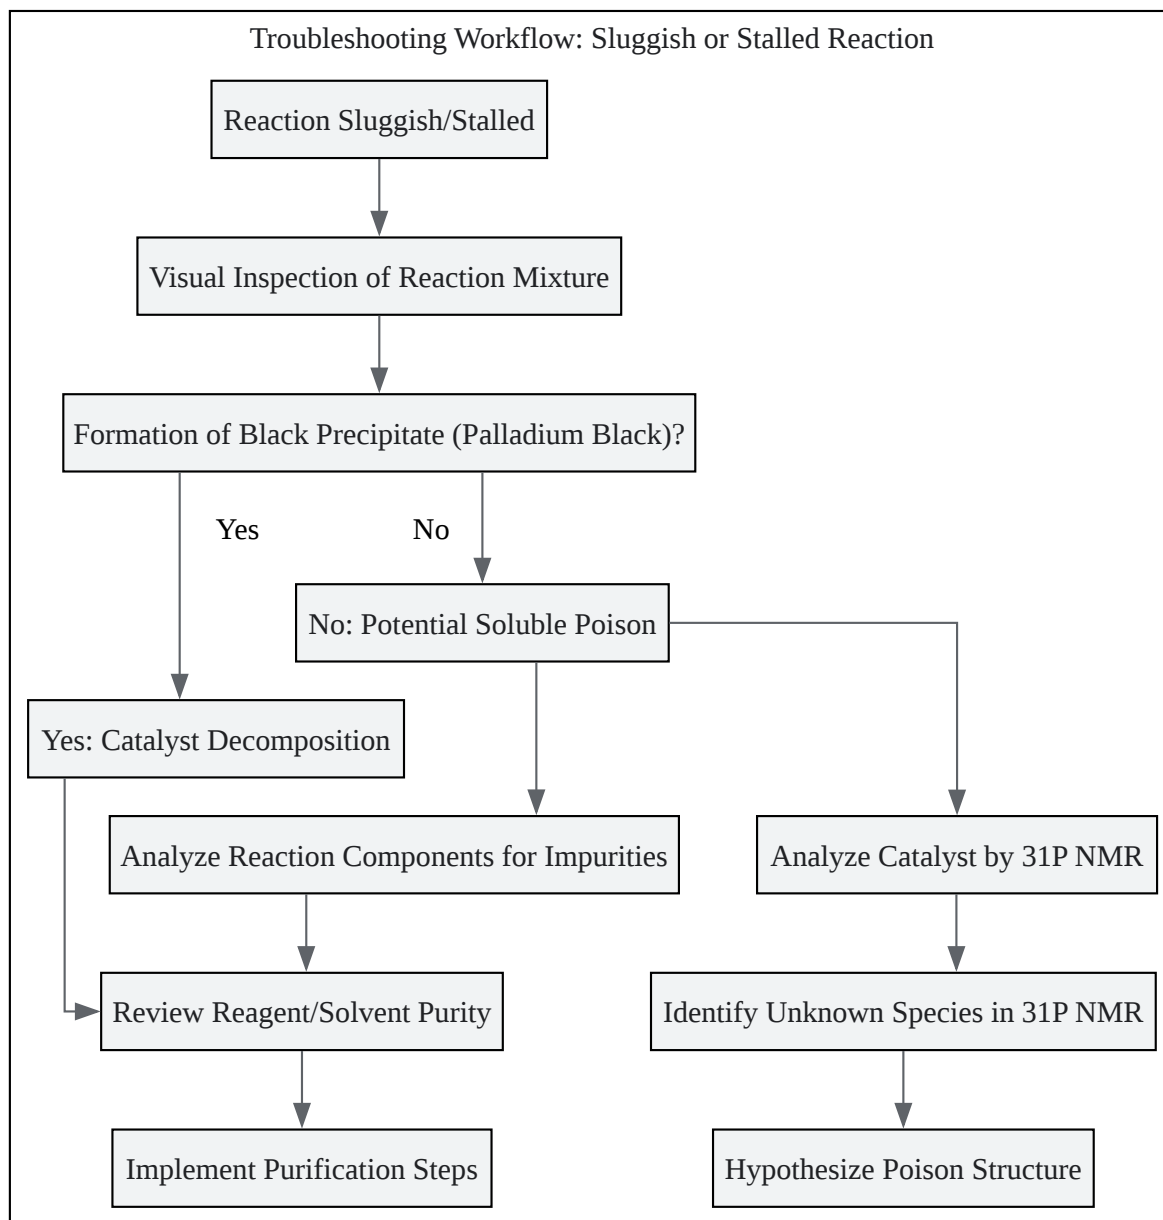 Troubleshooting Workflow: Sluggish or Stalled Reaction
Reaction Sluggish/Stalled
Visual Inspection of Reaction Mixture
Formation of Black Precipitate (Palladium Black)?
Yes
No
No: Potential Soluble Poison
Yes: Catalyst Decomposition
Analyze Reaction Components for Impurities
Analyze Catalyst by 31P NMR
Review Reagent/Solvent Purity
Identify Unknown Species in 31P NMR
Implement Purification Steps
Hypothesize Poison Structure